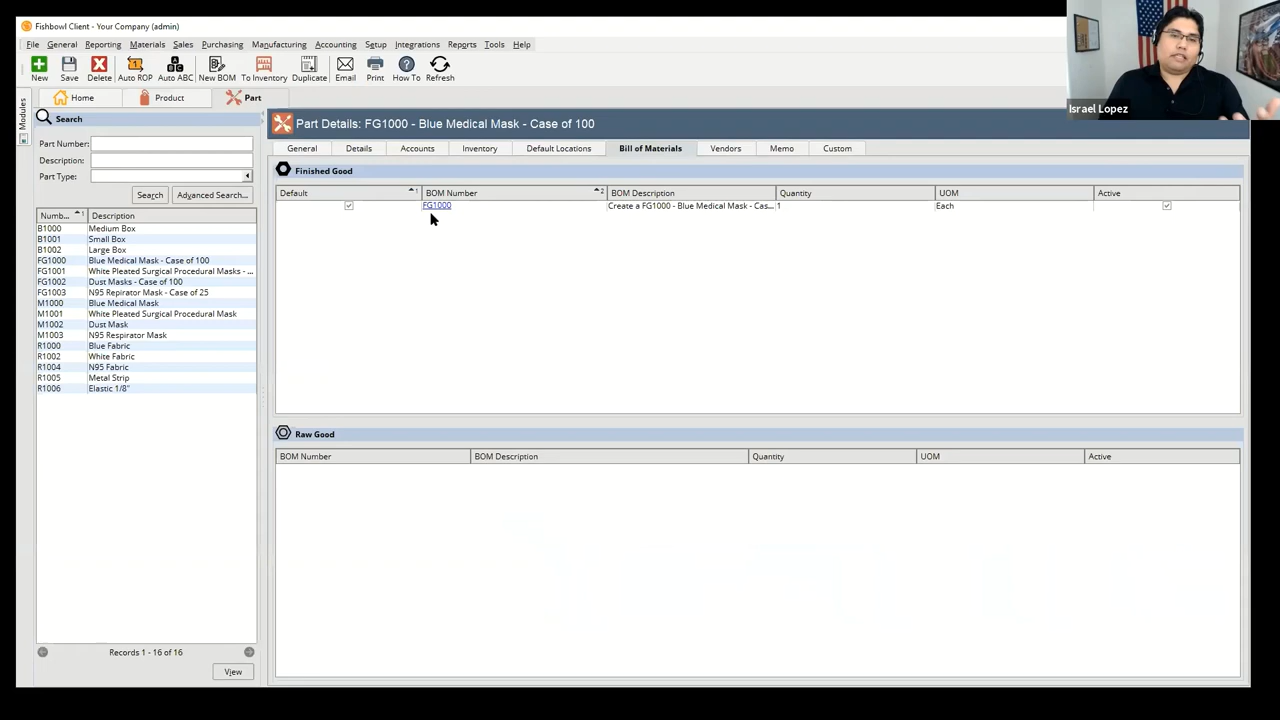 Fishbowl Client - Your Company (admin)
File General Reporting Materials Sales Purchasing Manufacturing Accounting Setup Integrations Reports Tools Help
New Save Delete Auto ROP Auto ABC New BOM To Inventory Duplicate Email Print How To Refresh
Israel Lopez
Modules
Home Product Part
Search
Part Number:
Description:
Part Type:
Search Advanced Search...
Numb... 1 Description
B1000 Medium Box
B1001 Small Box
B1002 Large Box
FG1000 Blue Medical Mask - Case of 100
FG1001 White Pleated Surgical Procedural Masks - ...
FG1002 Dust Masks - Case of 100
FG1003 N95 Repirator Mask - Case of 25
M1000 Blue Medical Mask
M1001 White Pleated Surgical Procedural Mask
M1002 Dust Mask
M1003 N95 Respirator Mask
R1000 Blue Fabric
R1002 White Fabric
R1004 N95 Fabric
R1005 Metal Strip
R1006 Elastic 1/8"
Records 1 - 16 of 16
View
Part Details: FG1000 - Blue Medical Mask - Case of 100
General Details Accounts Inventory Default Locations Bill of Materials Vendors Memo Custom
Finished Good
Default 1 BOM Number 2 BOM Description Quantity UOM Active
FG1000 Create a FG1000 - Blue Medical Mask - Cas... 1 Each
Raw Good
BOM Number BOM Description Quantity UOM Active